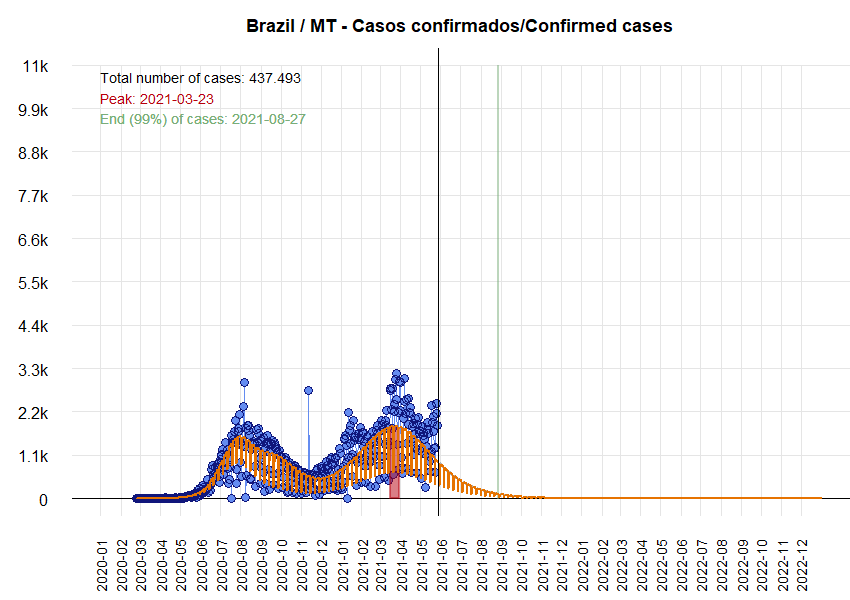 Brazil / MT - Casos confirmados/Confirmed cases
Total number of cases: 437.493
Peak: 2021-03-23
End (99%) of cases: 2021-08-27
11k
9.9k
8.8k
7.7k
6.6k
5.5k
4.4k
3.3k
2.2k
1.1k
0
2020-01
2020-02
2020-03
2020-04
2020-05
2020-06
2020-07
2020-08
2020-09
2020-10
2020-11
2020-12
2021-01
2021-02
2021-03
2021-04
2021-05
2021-06
2021-07
2021-08
2021-09
2021-10
2021-11
2021-12
2022-01
2022-02
2022-03
2022-04
2022-05
2022-06
2022-07
2022-08
2022-09
2022-10
2022-11
2022-12